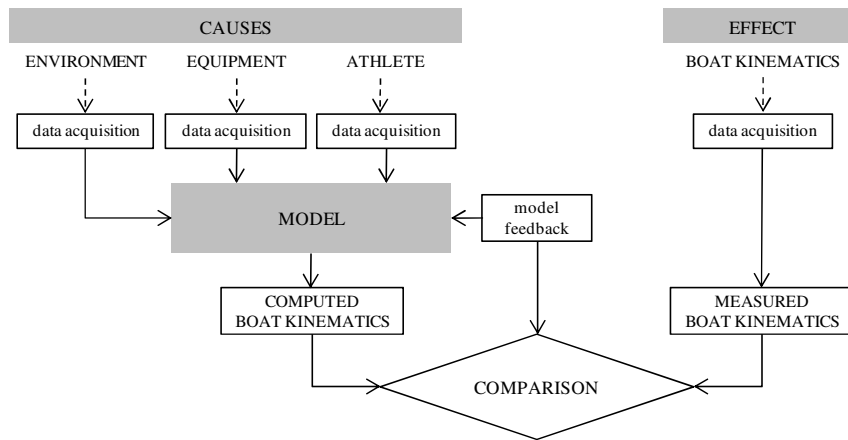 CAUSES
EFFECT
ENVIRONMENT
EQUIPMENT
ATHLETE
BOAT KINEMATICS
data acquisition
data acquisition
data acquisition
data acquisition
MODEL
model
feedback
COMPUTED
BOAT KINEMATICS
MEASURED
BOAT KINEMATICS
COMPARISON